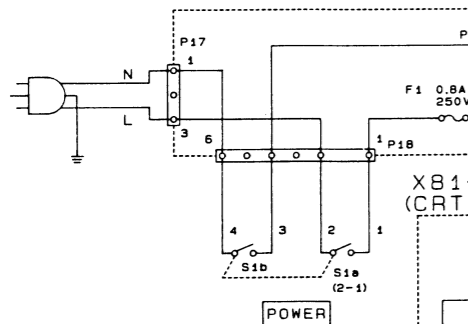 P17
P
1
N
F1 0.8A
250V
L
3
6
1
P18
X81-
(CRT
4
3
2
1
S1b
S1a
(2-1)
POWER